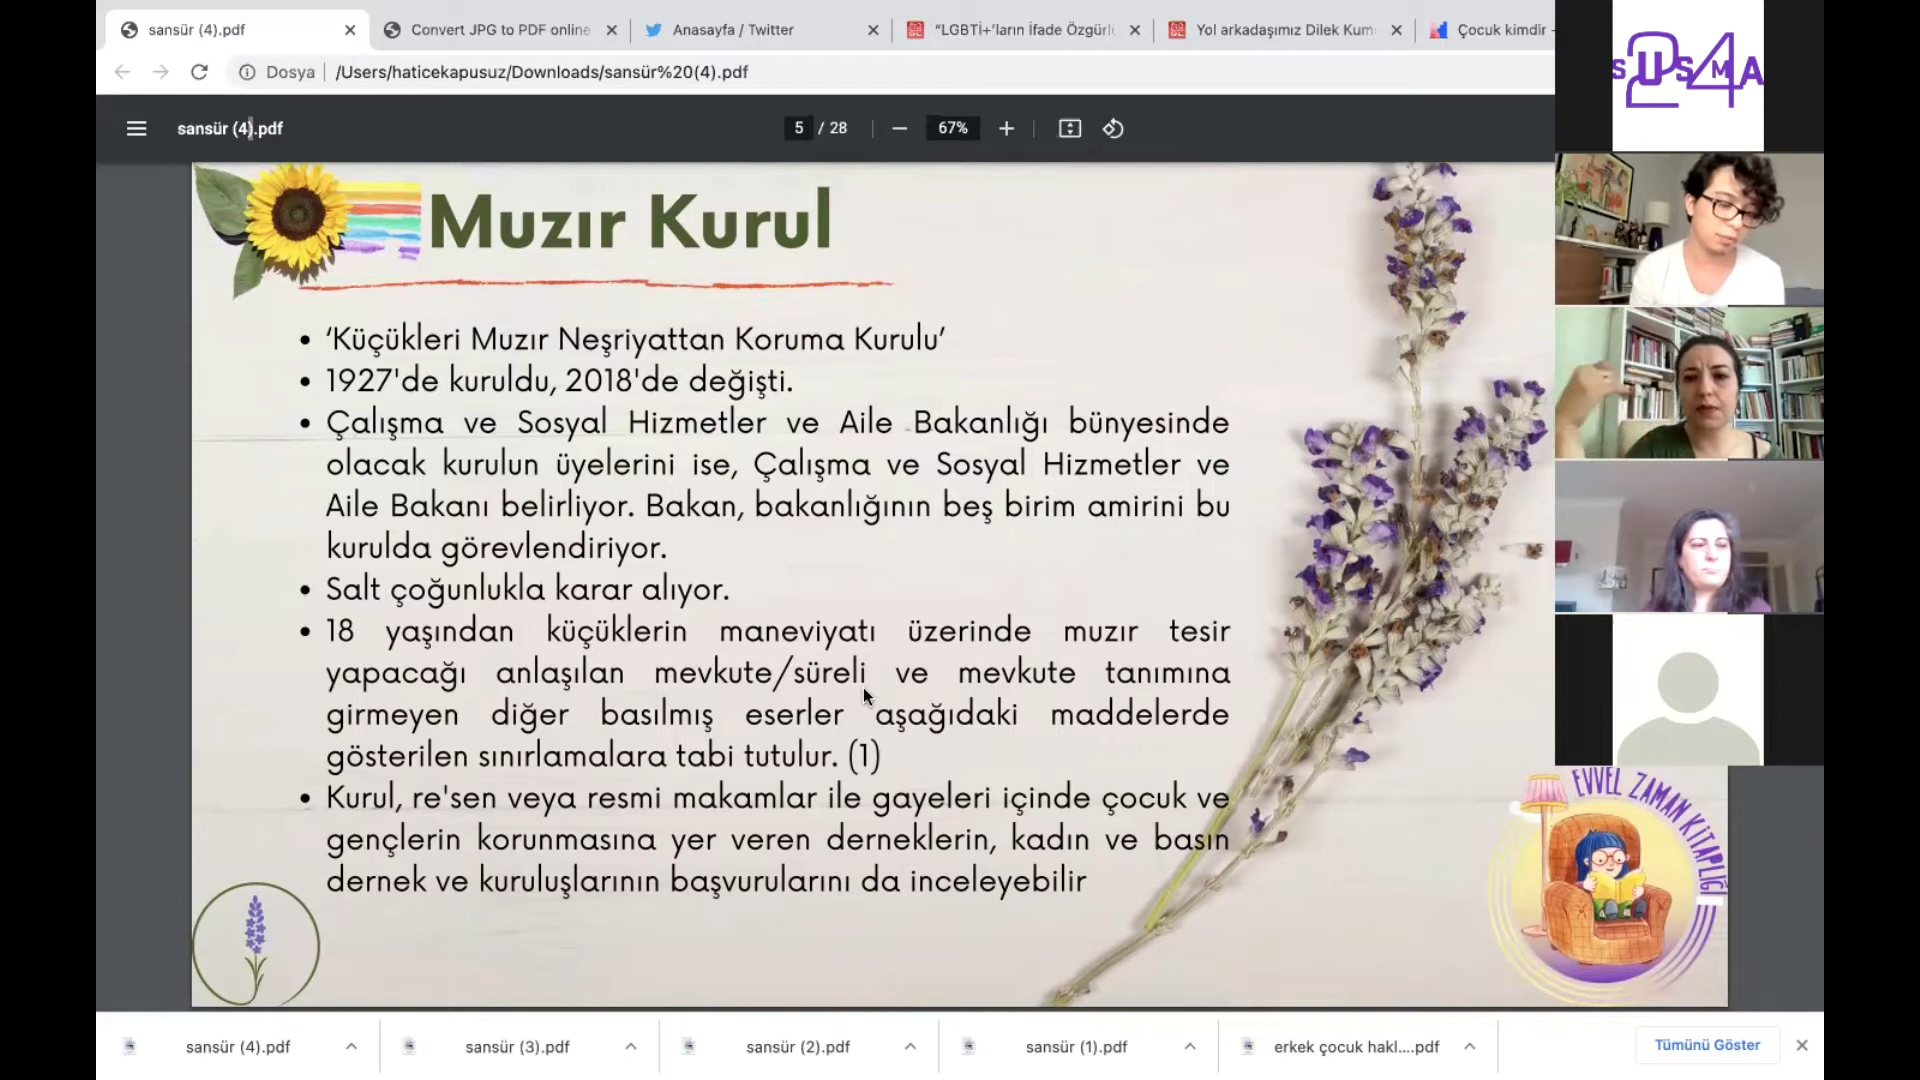 sansür (4).pdf
Convert JPG to PDF online
Anasayfa / Twitter
"LGBTİ+'ların İfade Özgürlü
Yol arkadaşımız Dilek Kum
Çocuk kimdir -
Dosya
/Users/haticekapusuz/Downloads/sansür%20(4).pdf
sansür (4).pdf
5 / 28
67%
Muzır Kurul
• 'Küçükleri Muzır Neşriyattan Koruma Kurulu'
• 1927'de kuruldu, 2018'de değişti.
• Çalışma ve Sosyal Hizmetler ve Aile Bakanlığı bünyesinde
olacak kurulun üyelerini ise, Çalışma ve Sosyal Hizmetler ve
Aile Bakanı belirliyor. Bakan, bakanlığının beş birim amirini bu
kurulda görevlendiriyor.
• Salt çoğunlukla karar alıyor.
• 18 yaşından küçüklerin maneviyatı üzerinde muzır tesir
yapacağı anlaşılan mevkute/süreli ve mevkute tanımına
girmeyen diğer basılmış eserler aşağıdaki maddelerde
gösterilen sınırlamalara tabi tutulur. (1)
• Kurul, re'sen veya resmi makamlar ile gayeleri içinde çocuk ve
gençlerin korunmasına yer veren derneklerin, kadın ve basın
dernek ve kuruluşlarının başvurularını da inceleyebilir
SUSMA
24
EVVEL ZAMAN KİTAPLIĞI
sansür (4).pdf
sansür (3).pdf
sansür (2).pdf
sansür (1).pdf
erkek çocuk hakl....pdf
Tümünü Göster